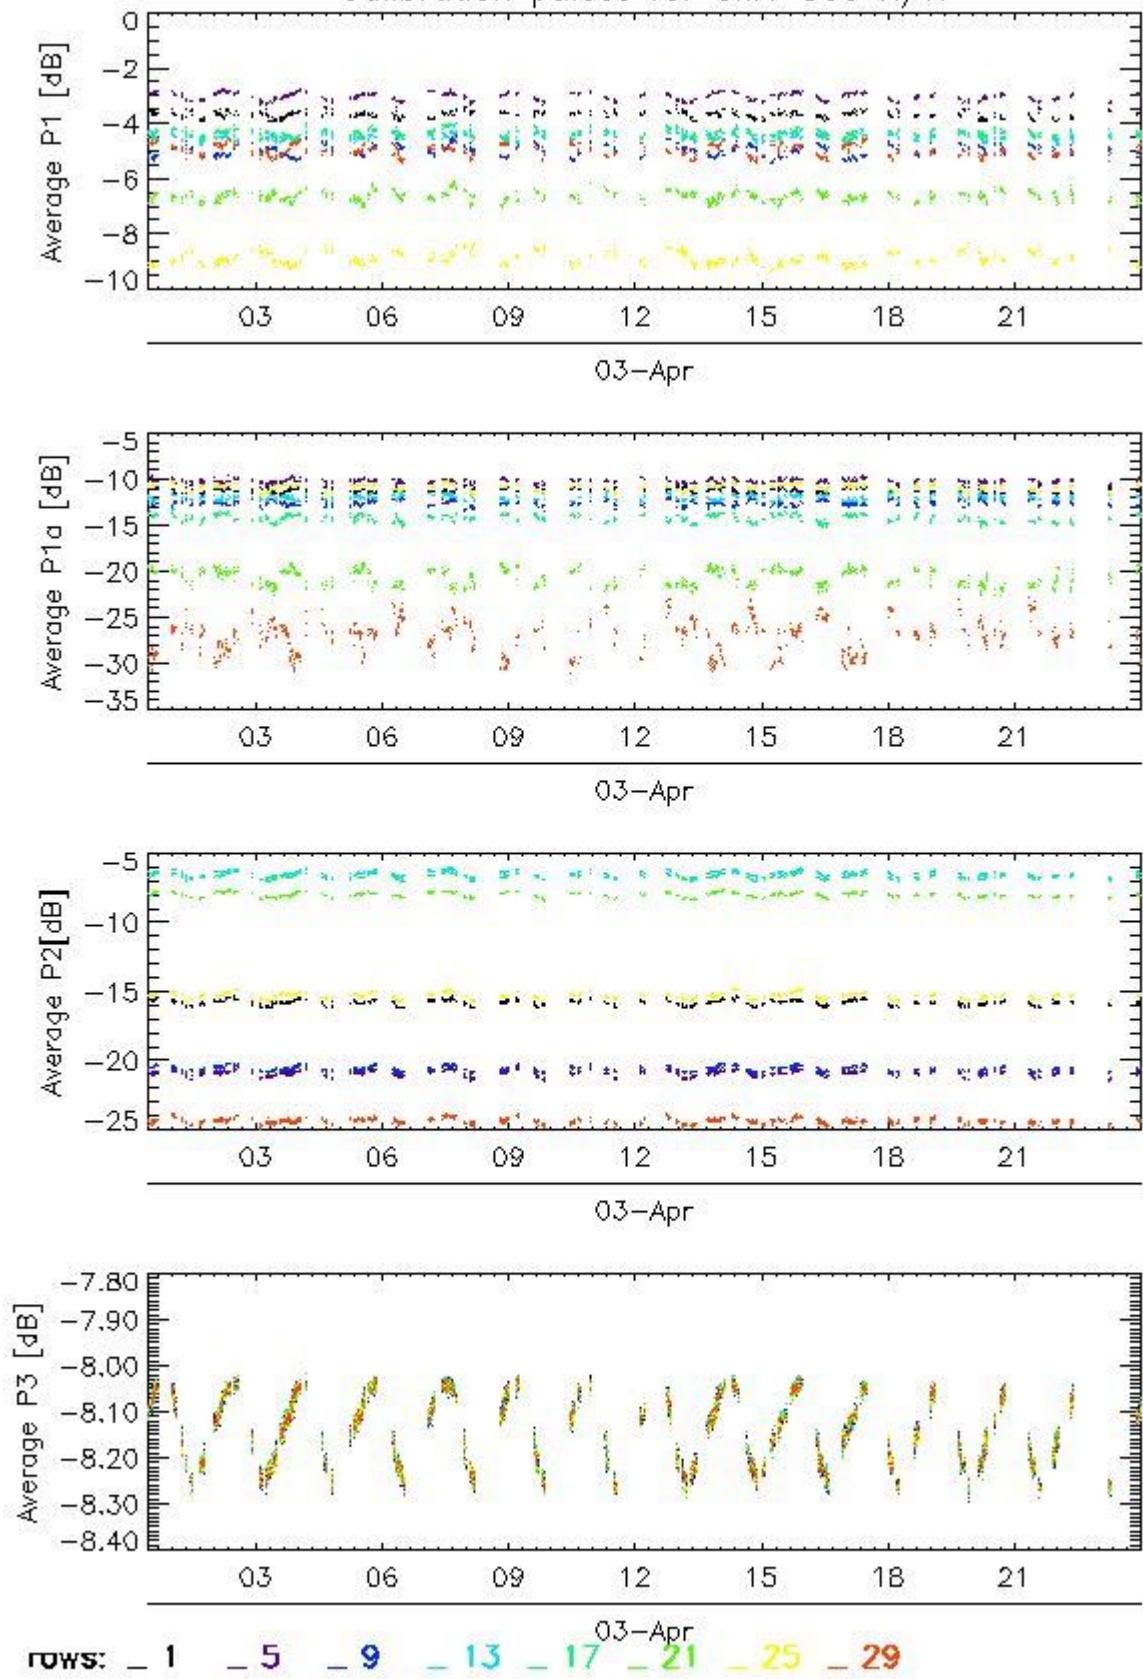 0
-2
-4
-6
-8
-10
Average P1 [dB]
03 06 09 12 15 18 21
03-Apr
-5
-10
-15
-20
-25
-30
-35
Average P1a [dB]
03 06 09 12 15 18 21
03-Apr
-5
-10
-15
-20
-25
Average P2[dB]
03 06 09 12 15 18 21
03-Apr
-7.80
-7.90
-8.00
-8.10
-8.20
-8.30
-8.40
Average P3 [dB]
03 06 09 12 15 18 21
03-Apr
rows: _ 1 _ 5 _ 9 _ 13 _ 17 _ 21 _ 25 _ 29